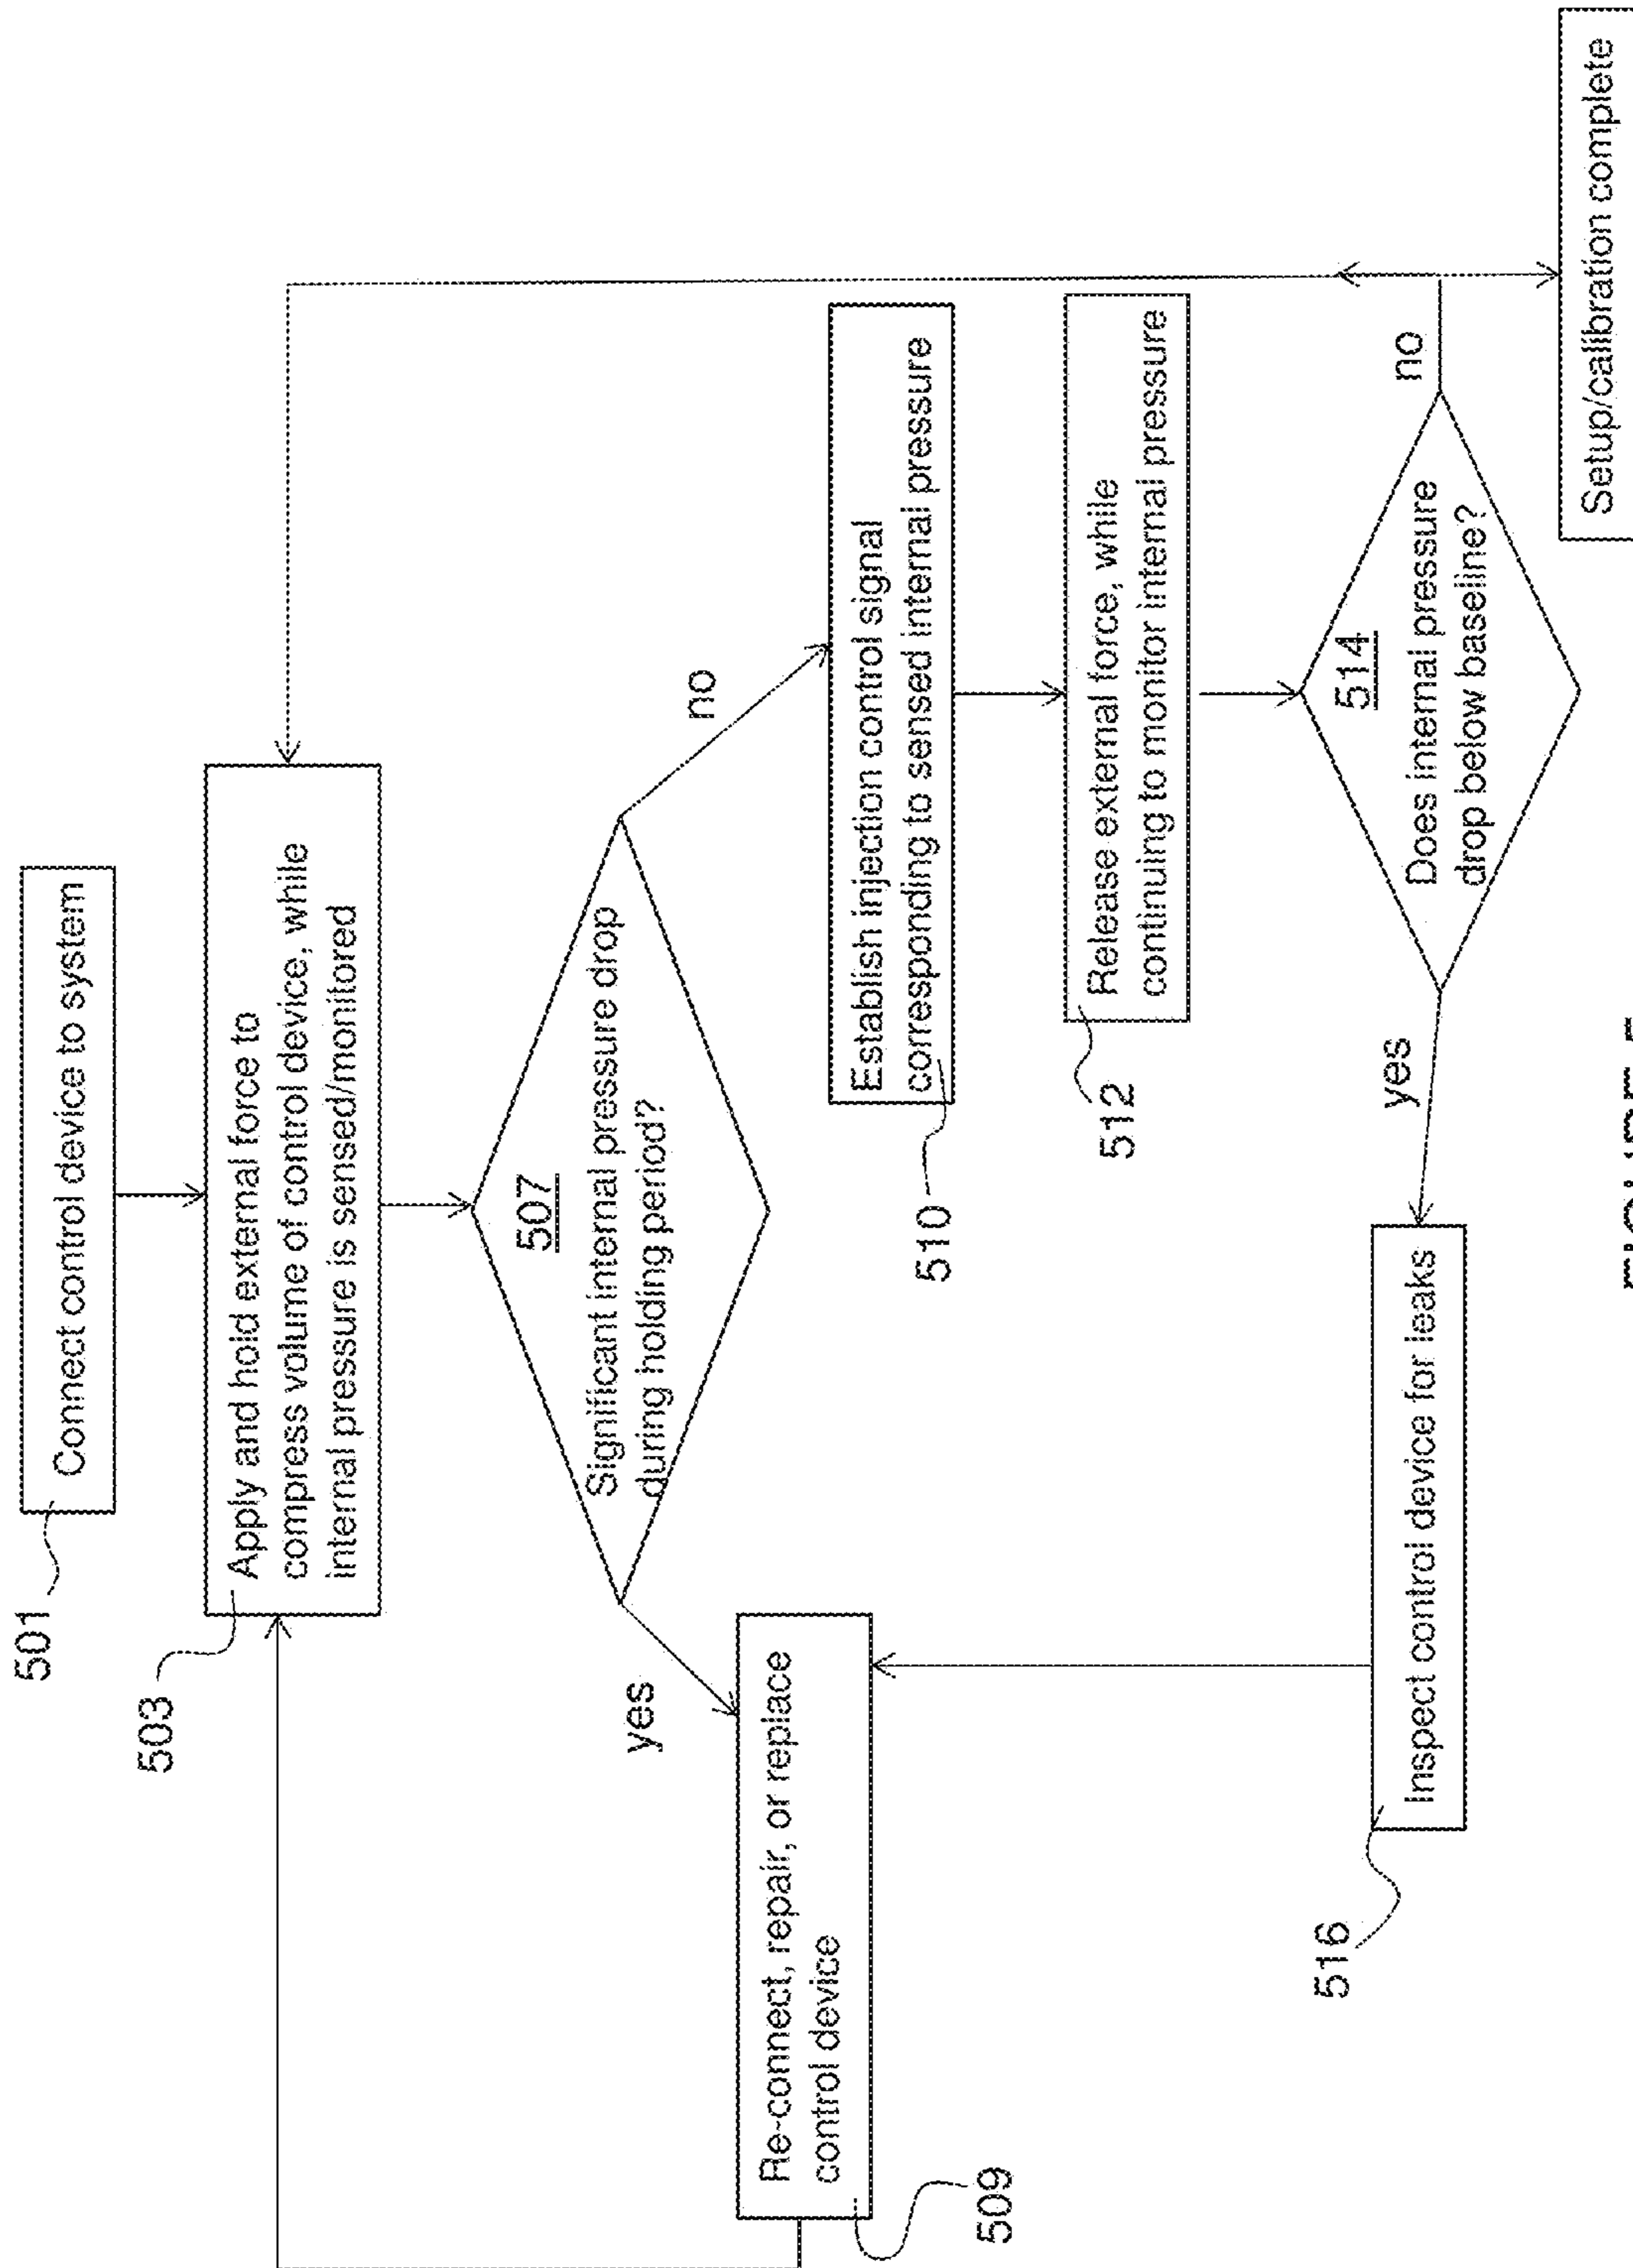 501
Connect control device to system
503
Apply and hold external force to
compress volume of control device, while
internal pressure is sensed/monitored
507
Significant internal pressure drop
during holding period?
yes
no
Re-connect, repair, or replace
control device
509
Establish injection control signal
corresponding to sensed internal pressure
510
Release external force, while
continuing to monitor internal pressure
512
514
Does internal pressure
drop below baseline?
yes
no
Inspect control device for leaks
516
Setup/calibration complete